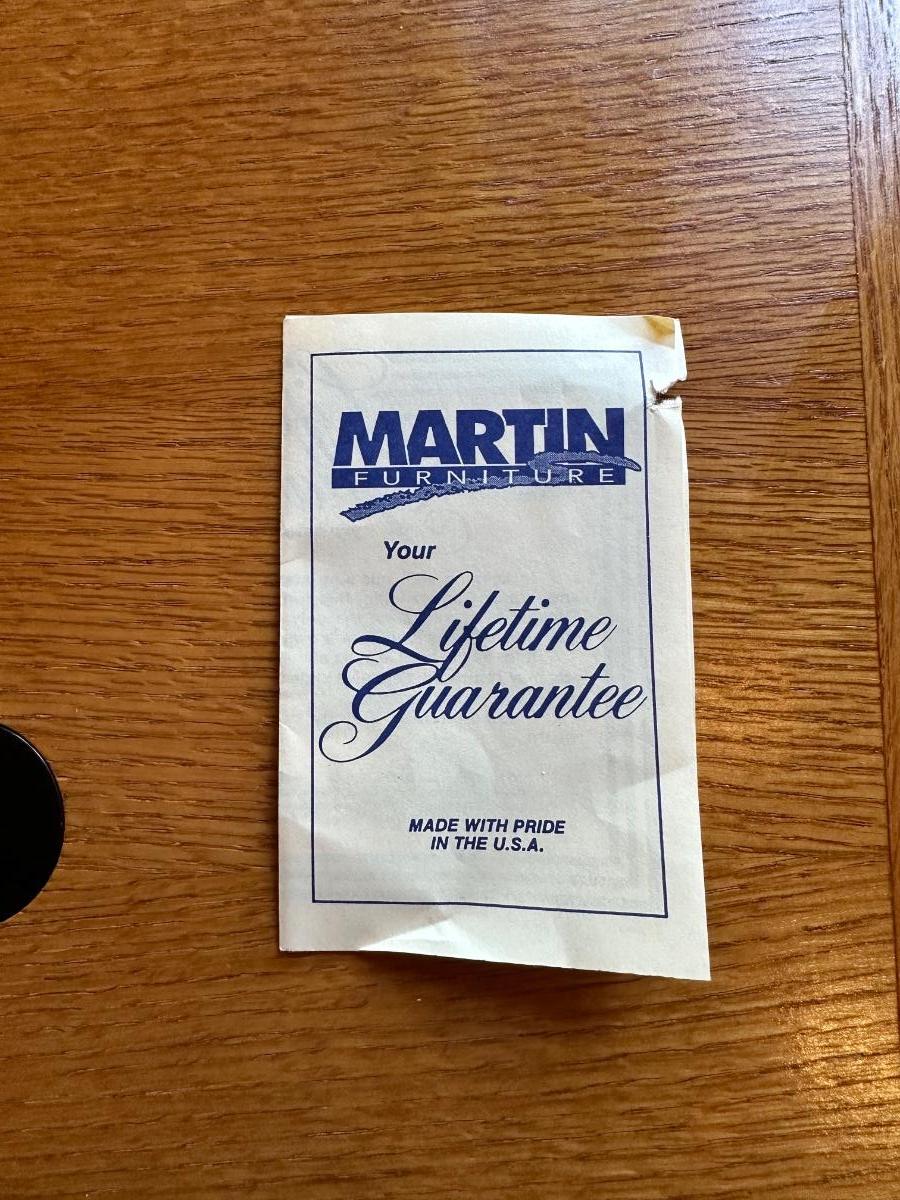 MARTIN
FURNITURE
Your
Lifetime
Guarantee
MADE WITH PRIDE
IN THE U.S.A.